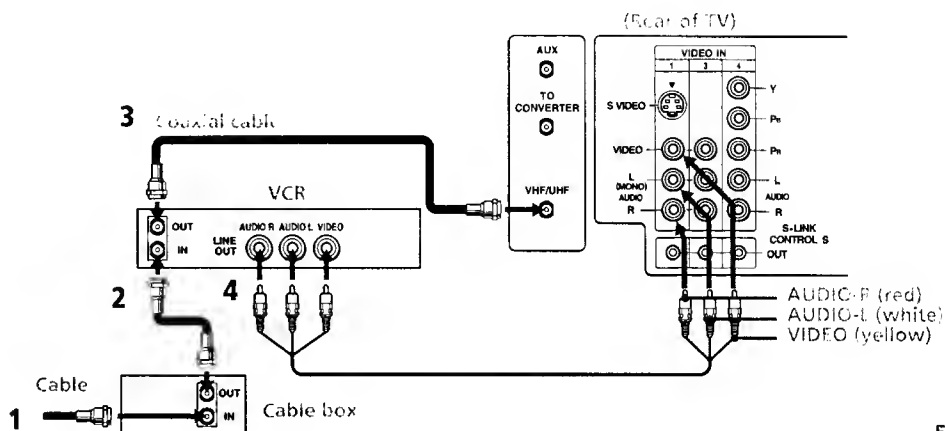 (Rear of TV)
VIDEO IN
1 3 4
AUX
TO
CONVERTER
VHF/UHF
S VIDEO
VIDEO
L
(MONO)
AUDIO
R
Y
PB
PR
L
AUDIO
R
S-LINK
CONTROL S
OUT
3 Coaxial cable
VCR
OUT
IN
LINE
OUT
AUDIO R AUDIO L VIDEO
2
4
AUDIO-R (red)
AUDIO-L (white)
VIDEO (yellow)
Cable
1
OUT
IN
Cable box